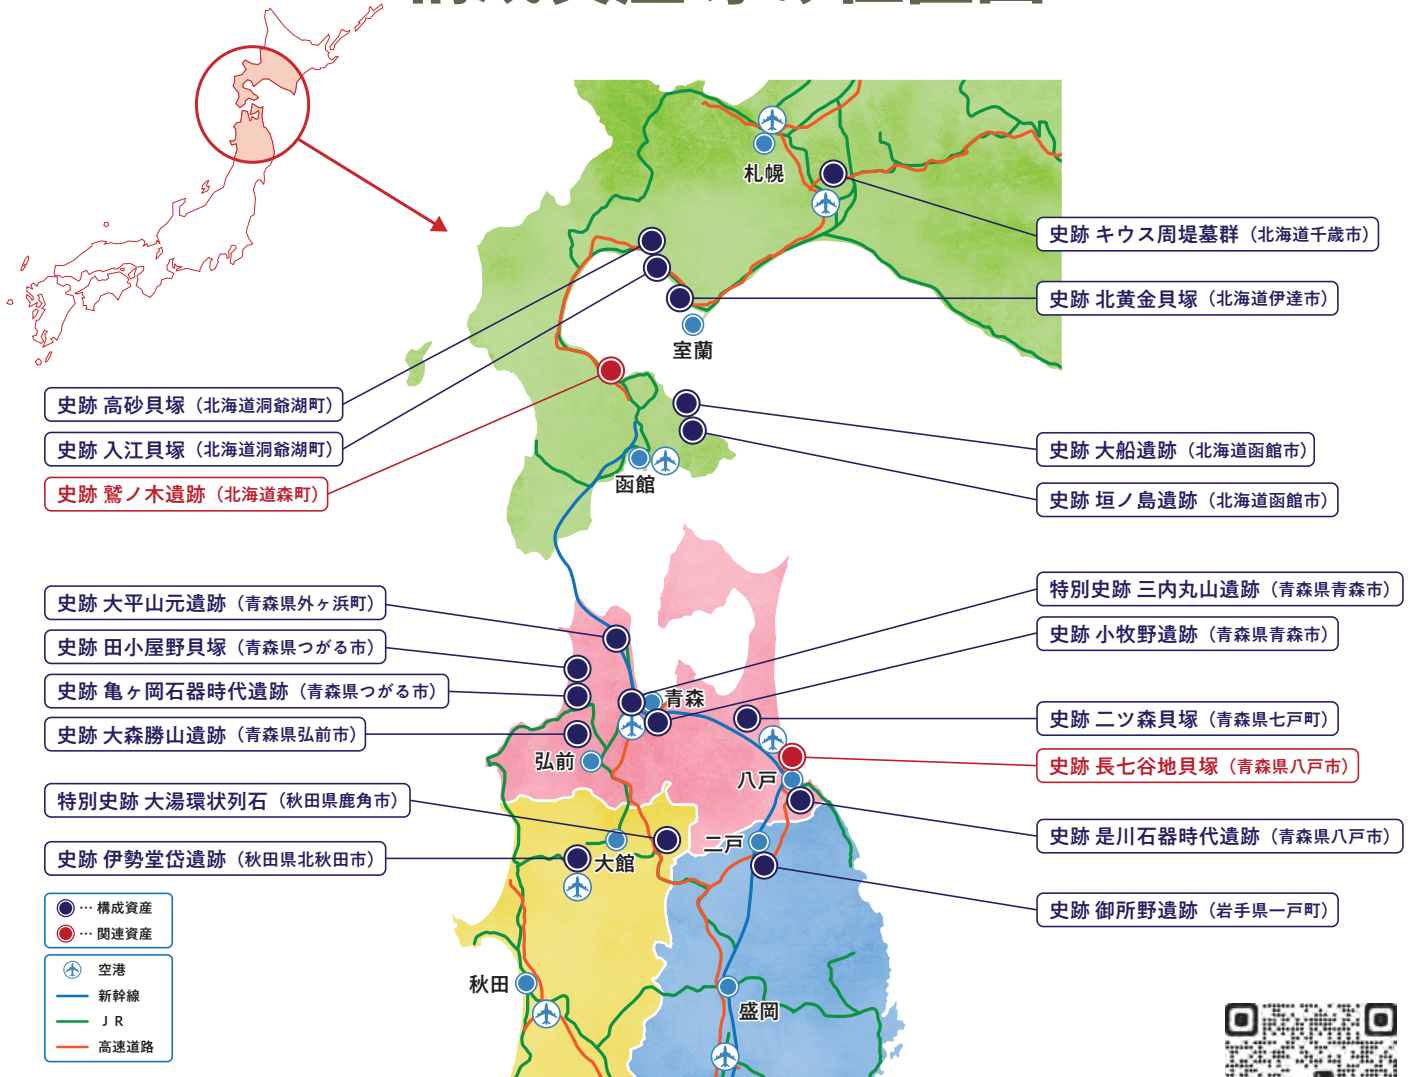 構成資産等の位置図
札幌
史跡 キウス周堤墓群（北海道千歳市）
史跡 北黄金貝塚（北海道伊達市）
室蘭
史跡 高砂貝塚（北海道洞爺湖町）
史跡 入江貝塚（北海道洞爺湖町）
史跡 鷲ノ木遺跡（北海道森町）
史跡 大船遺跡（北海道函館市）
史跡 垣ノ島遺跡（北海道函館市）
函館
史跡 大平山元遺跡（青森県外ヶ浜町）
史跡 田小屋野貝塚（青森県つがる市）
史跡 亀ヶ岡石器時代遺跡（青森県つがる市）
史跡 大森勝山遺跡（青森県弘前市）
特別史跡 三内丸山遺跡（青森県青森市）
史跡 小牧野遺跡（青森県青森市）
青森
史跡 二ツ森貝塚（青森県七戸町）
史跡 長七谷地貝塚（青森県八戸市）
弘前
八戸
特別史跡 大湯環状列石（秋田県鹿角市）
史跡 是川石器時代遺跡（青森県八戸市）
二戸
史跡 伊勢堂岱遺跡（秋田県北秋田市）
大館
史跡 御所野遺跡（岩手県一戸町）
… 構成資産
… 関連資産
空港
新幹線
ＪＲ
高速道路
秋田
盛岡